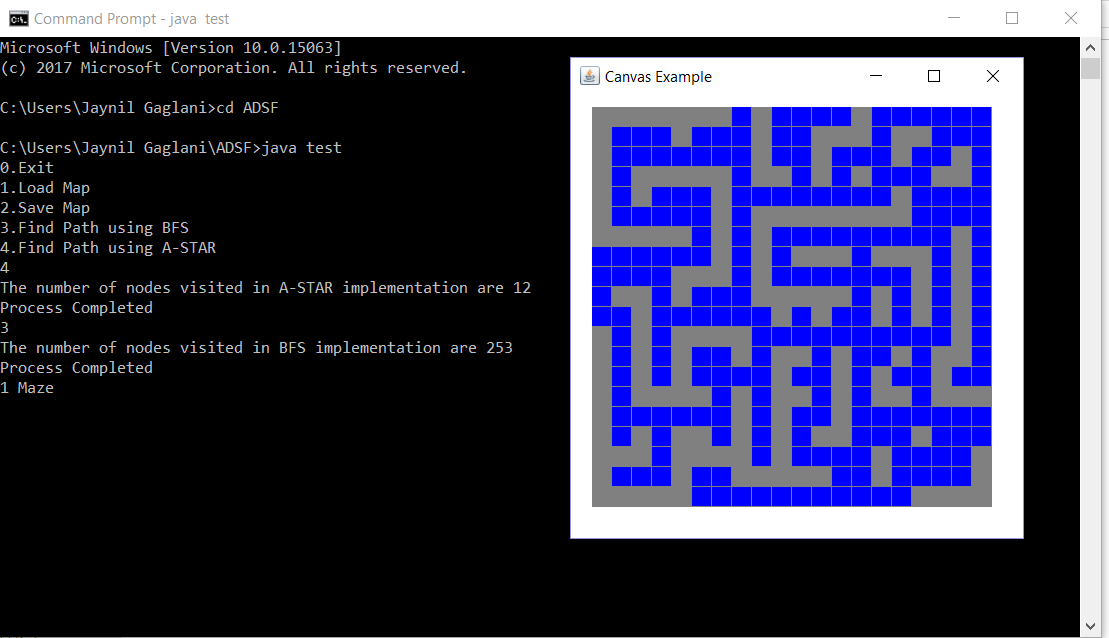 Command Prompt - java  test
Microsoft Windows [Version 10.0.15063]
(c) 2017 Microsoft Corporation. All rights reserved.
C:\Users\Jaynil Gaglani>cd ADSF
C:\Users\Jaynil Gaglani\ADSF>java test
0.Exit
1.Load Map
2.Save Map
3.Find Path using BFS
4.Find Path using A-STAR
4
The number of nodes visited in A-STAR implementation are 12
Process Completed
3
The number of nodes visited in BFS implementation are 253
Process Completed
1 Maze
Canvas Example